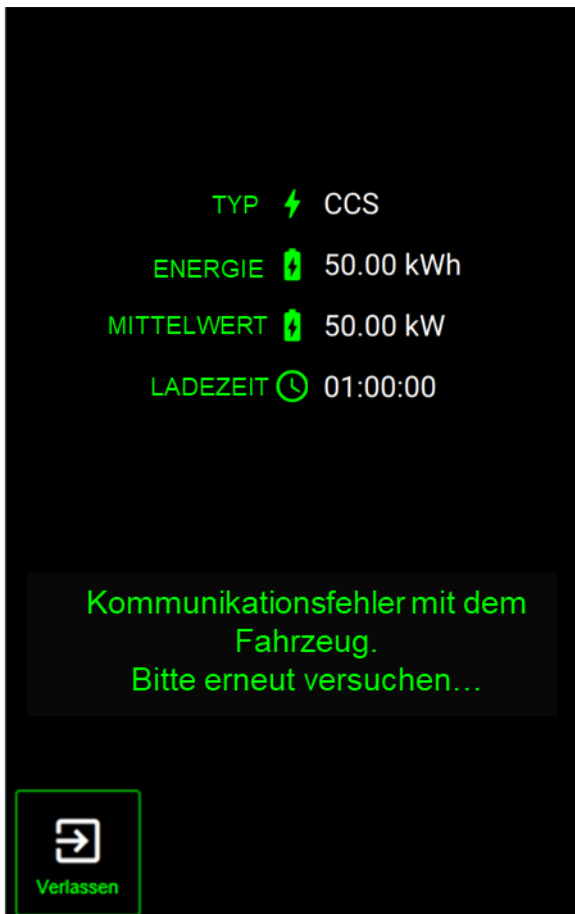 TYP CCS
ENERGIE 50.00 kWh
MITTELWERT 50.00 kW
LADEZEIT 01:00:00
Kommunikationsfehler mit dem
Fahrzeug.
Bitte erneut versuchen…
Verlassen